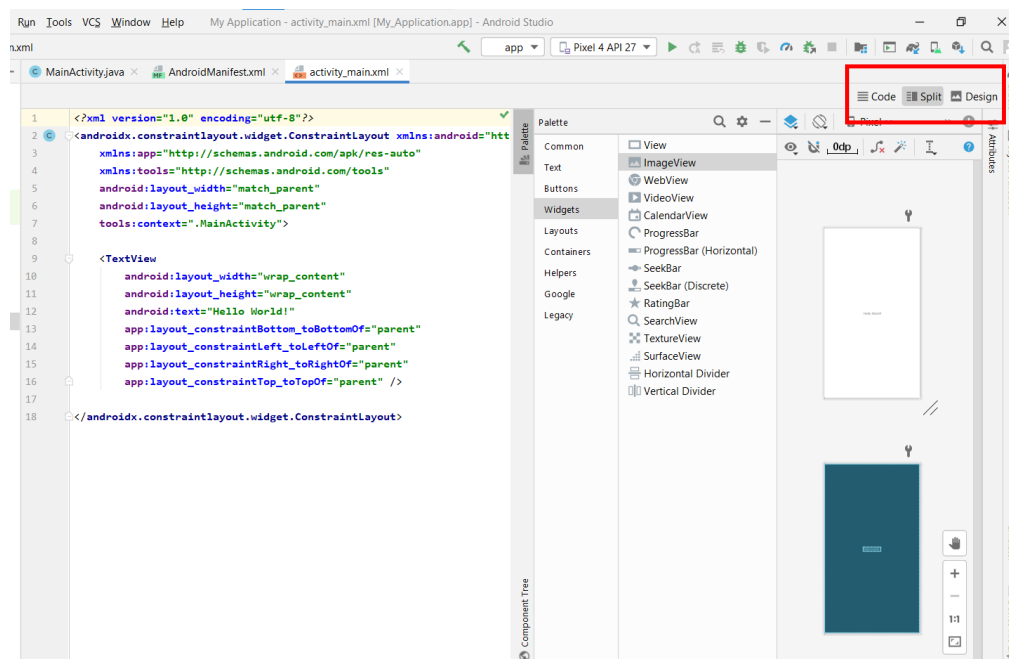 Run Tools VCS Window Help My Application - activity_main.xml [My_Application.app] - Android Studio
n.xml app Pixel 4 API 27
MainActivity.java AndroidManifest.xml activity_main.xml
Code Split Design
1 <?xml version="1.0" encoding="utf-8"?>
2 <androidx.constraintlayout.widget.ConstraintLayout xmlns:android="htt
3 xmlns:app="http://schemas.android.com/apk/res-auto"
4 xmlns:tools="http://schemas.android.com/tools"
5 android:layout_width="match_parent"
6 android:layout_height="match_parent"
7 tools:context=".MainActivity">
8
9 <TextView
10 android:layout_width="wrap_content"
11 android:layout_height="wrap_content"
12 android:text="Hello World!"
13 app:layout_constraintBottom_toBottomOf="parent"
14 app:layout_constraintLeft_toLeftOf="parent"
15 app:layout_constraintRight_toRightOf="parent"
16 app:layout_constraintTop_toTopOf="parent" />
17
18 </androidx.constraintlayout.widget.ConstraintLayout>
Palette
Component Tree
Palette
Common
Text
Buttons
Widgets
Layouts
Containers
Helpers
Google
Legacy
View
ImageView
WebView
VideoView
CalendarView
ProgressBar
ProgressBar (Horizontal)
SeekBar
SeekBar (Discrete)
RatingBar
SearchView
TextureView
SurfaceView
Horizontal Divider
Vertical Divider
Pixel
0dp
Attributes
1:1